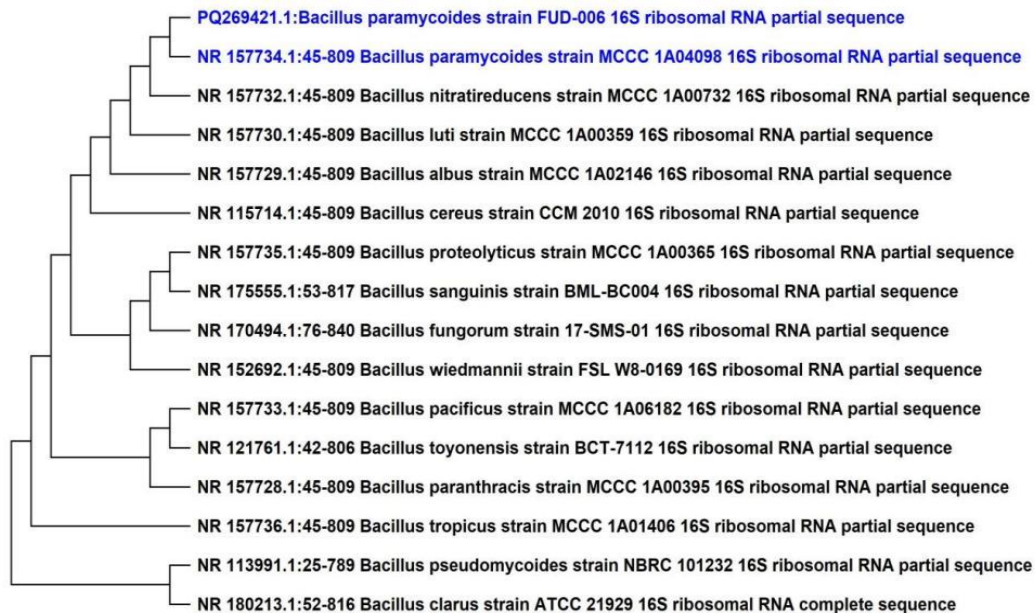 PQ269421.1:Bacillus paramycoides strain FUD-006 16S ribosomal RNA partial sequence
NR 157734.1:45-809 Bacillus paramycoides strain MCCC 1A04098 16S ribosomal RNA partial sequence
NR 157732.1:45-809 Bacillus nitratireducens strain MCCC 1A00732 16S ribosomal RNA partial sequence
NR 157730.1:45-809 Bacillus luti strain MCCC 1A00359 16S ribosomal RNA partial sequence
NR 157729.1:45-809 Bacillus albus strain MCCC 1A02146 16S ribosomal RNA partial sequence
NR 115714.1:45-809 Bacillus cereus strain CCM 2010 16S ribosomal RNA partial sequence
NR 157735.1:45-809 Bacillus proteolyticus strain MCCC 1A00365 16S ribosomal RNA partial sequence
NR 175555.1:53-817 Bacillus sanguinis strain BML-BC004 16S ribosomal RNA partial sequence
NR 170494.1:76-840 Bacillus fungorum strain 17-SMS-01 16S ribosomal RNA partial sequence
NR 152692.1:45-809 Bacillus wiedmannii strain FSL W8-0169 16S ribosomal RNA partial sequence
NR 157733.1:45-809 Bacillus pacificus strain MCCC 1A06182 16S ribosomal RNA partial sequence
NR 121761.1:42-806 Bacillus toyonensis strain BCT-7112 16S ribosomal RNA partial sequence
NR 157728.1:45-809 Bacillus paranthracis strain MCCC 1A00395 16S ribosomal RNA partial sequence
NR 157736.1:45-809 Bacillus tropicus strain MCCC 1A01406 16S ribosomal RNA partial sequence
NR 113991.1:25-789 Bacillus pseudomycoides strain NBRC 101232 16S ribosomal RNA partial sequence
NR 180213.1:52-816 Bacillus clarus strain ATCC 21929 16S ribosomal RNA complete sequence